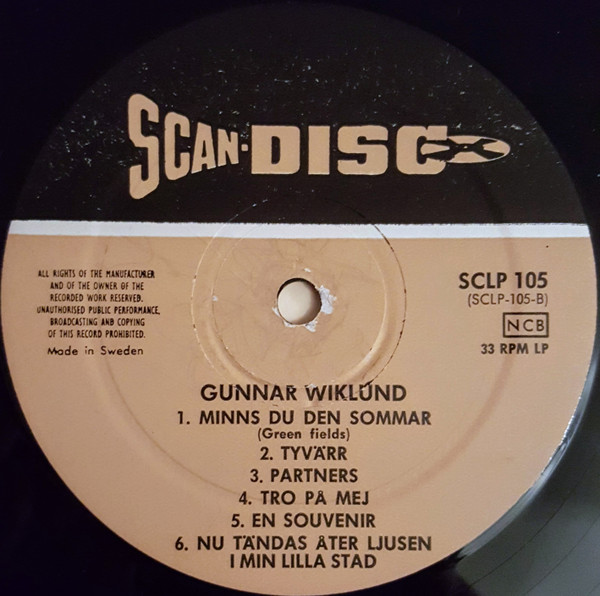 SCAN-DISC
ALL RIGHTS OF THE MANUFACTURER
AND OF THE OWNER OF THE
RECORDED WORK RESERVED.
UNAUTHORISED PUBLIC PERFORMANCE,
BROADCASTING AND COPYING
OF THIS RECORD PROHIBITED.
Made in Sweden
SCLP 105
(SCLP-105-B)
NCB
33 RPM LP
GUNNAR WIKLUND
1. MINNS DU DEN SOMMAR
(Green fields)
2. TYVÄRR
3. PARTNERS
4. TRO PÅ MEJ
5. EN SOUVENIR
6. NU TÄNDAS ÅTER LJUSEN
I MIN LILLA STAD